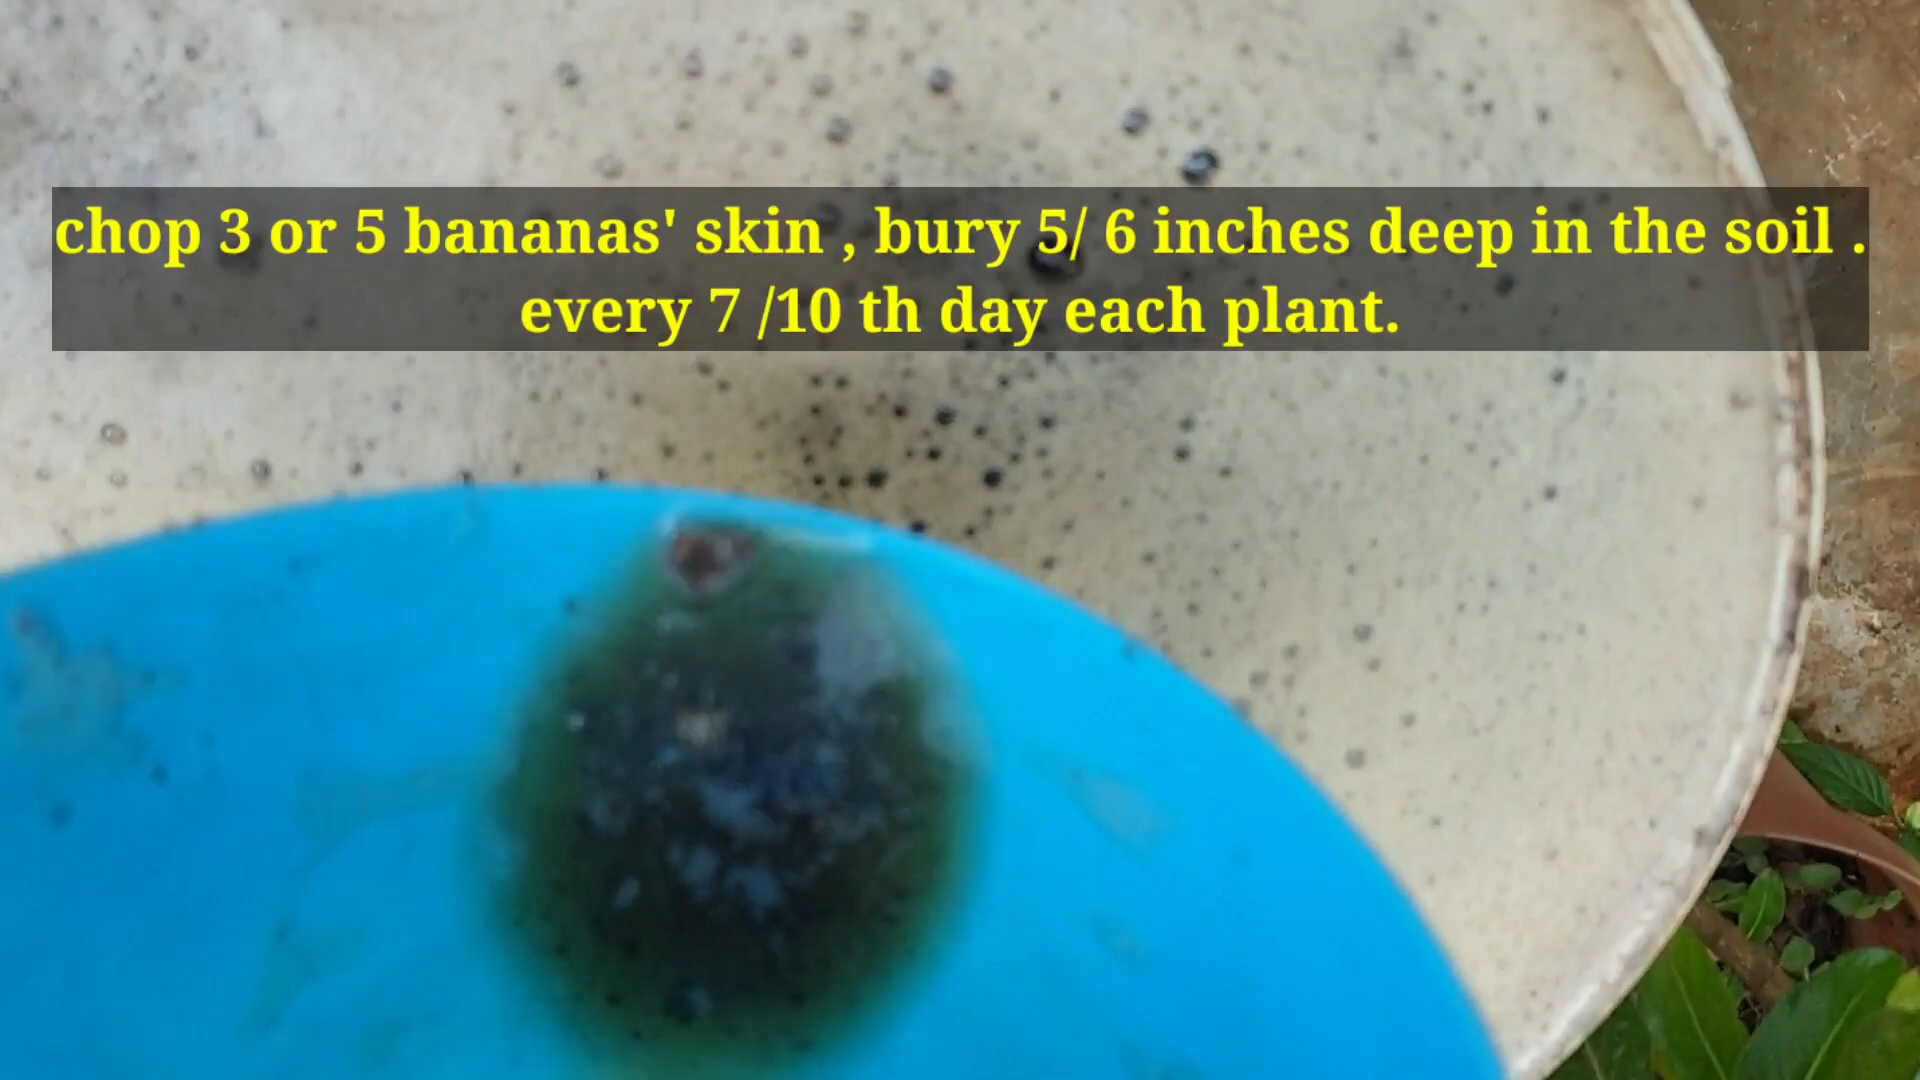 chop 3 or 5 bananas' skin , bury 5/ 6 inches deep in the soil .
every 7 /10 th day each plant.